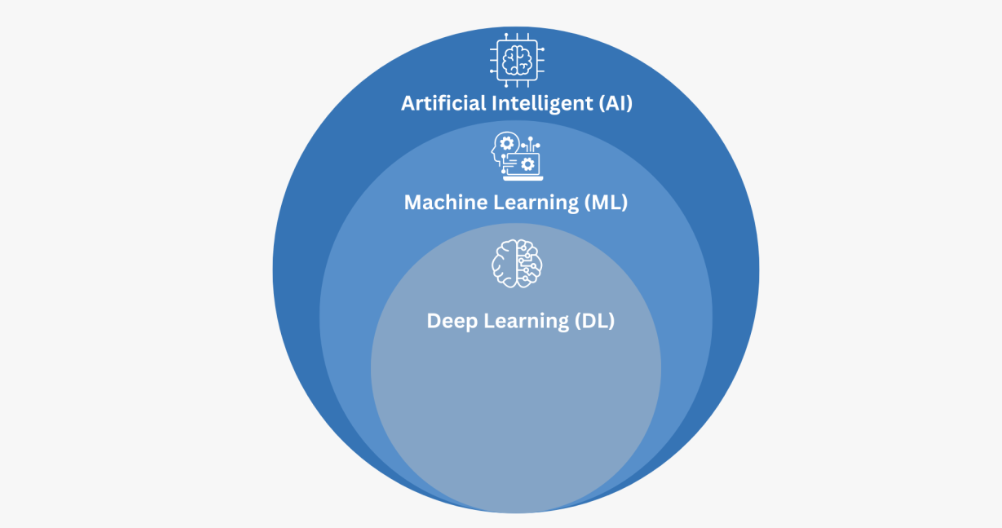 Artificial Intelligent (AI)
Machine Learning (ML)
Deep Learning (DL)